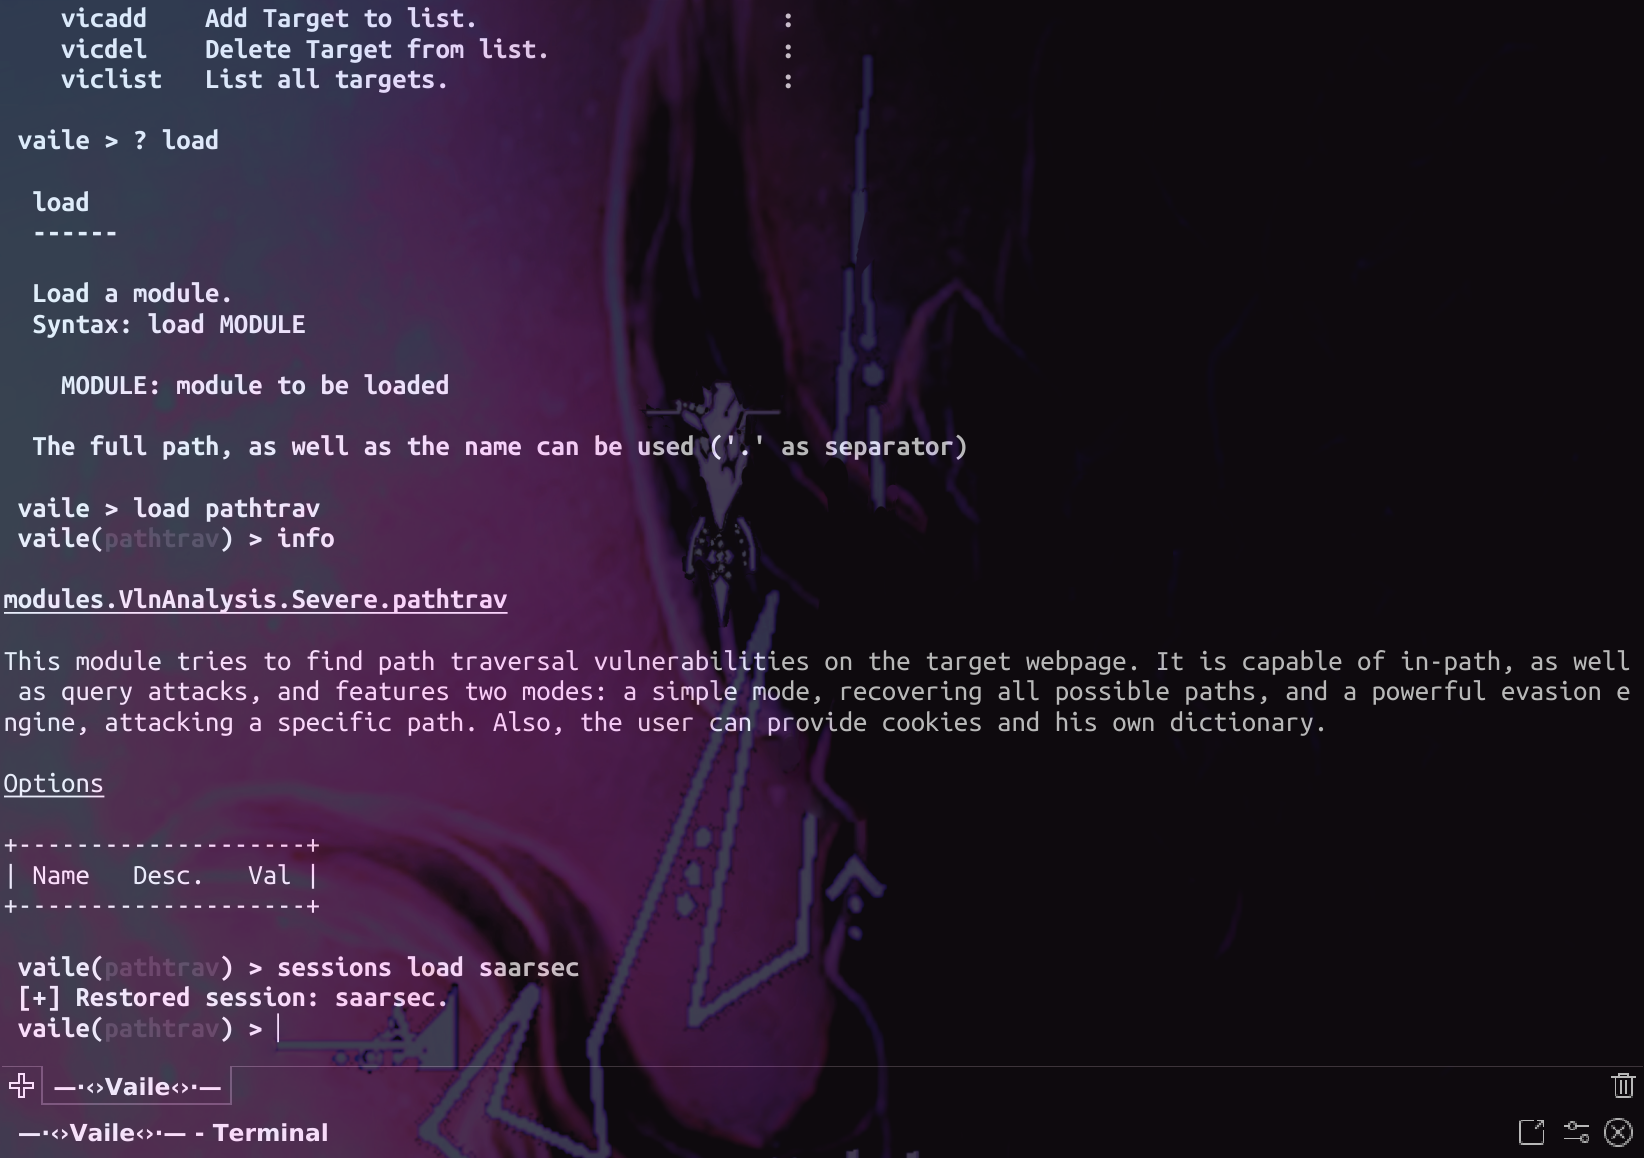 vicadd Add Target to list. :
vicdel Delete Target from list. :
viclist List all targets. :
vaile > ? load
load
------
Load a module.
Syntax: load MODULE
MODULE: module to be loaded
The full path, as well as the name can be used ('.' as separator)
vaile > load pathtrav
vaile(pathtrav) > info
modules.VlnAnalysis.Severe.pathtrav
This module tries to find path traversal vulnerabilities on the target webpage. It is capable of in-path, as well
as query attacks, and features two modes: a simple mode, recovering all possible paths, and a powerful evasion e
ngine, attacking a specific path. Also, the user can provide cookies and his own dictionary.
Options
+--------------------+
| Name Desc. Val |
+--------------------+
vaile(pathtrav) > sessions load saarsec
[+] Restored session: saarsec.
vaile(pathtrav) >
—·‹›Vaile‹›·—
—·‹›Vaile‹›·— - Terminal